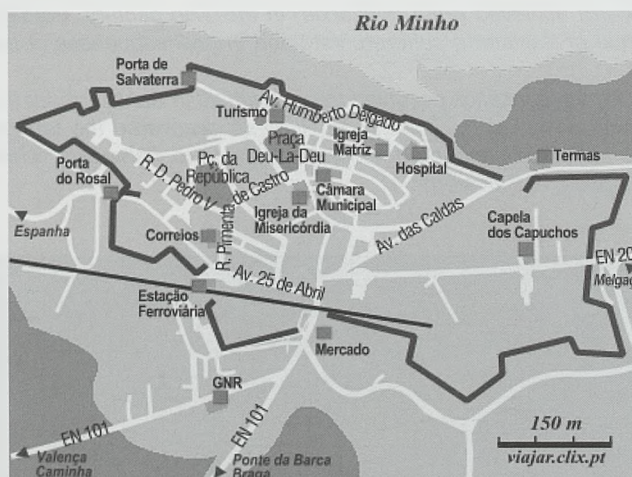 Rio Minho
Porta de
Salvaterra
Turismo
Av. Humberto Delgado
Praça
Deu-La-Deu
Igreja
Matriz
Hospital
Termas
Porta
do Rosal
R. D. Pedro V
Pç. da
República
R. Pimenta de Castro
Câmara
Municipal
Igreja da
Misericórdia
Av. das Caldas
Capela
dos Capuchos
Espanha
Correios
Av. 25 de Abril
EN 20
Melgaç
Estação
Ferroviária
Mercado
GNR
EN 101
EN 101
Valença
Caminha
Ponte da Barca
Braga
150 m
viajar.clix.pt